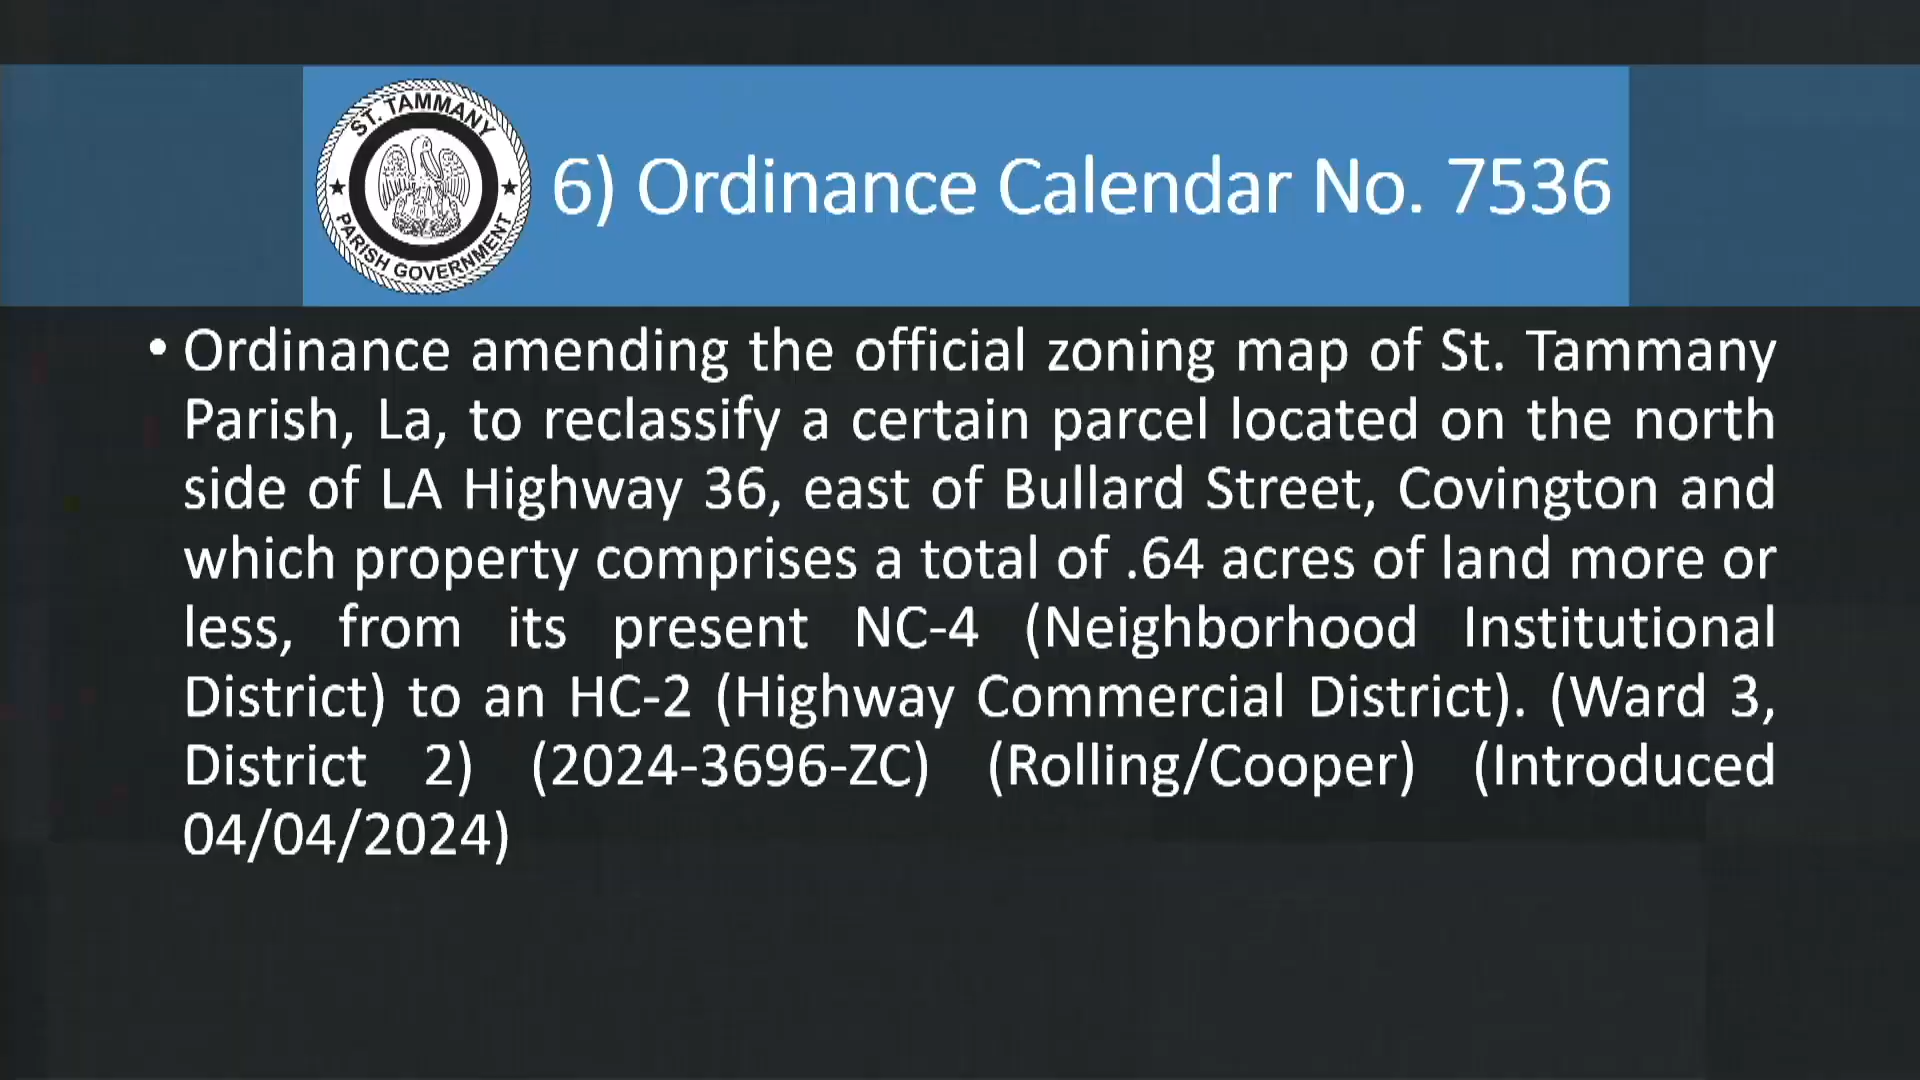 ST. TAMMANY
PARISH GOVERNMENT
6) Ordinance Calendar No. 7536
• Ordinance amending the official zoning map of St. Tammany
Parish, La, to reclassify a certain parcel located on the north
side of LA Highway 36, east of Bullard Street, Covington and
which property comprises a total of .64 acres of land more or
less, from its present NC-4 (Neighborhood Institutional
District) to an HC-2 (Highway Commercial District). (Ward 3,
District 2) (2024-3696-ZC) (Rolling/Cooper) (Introduced
04/04/2024)